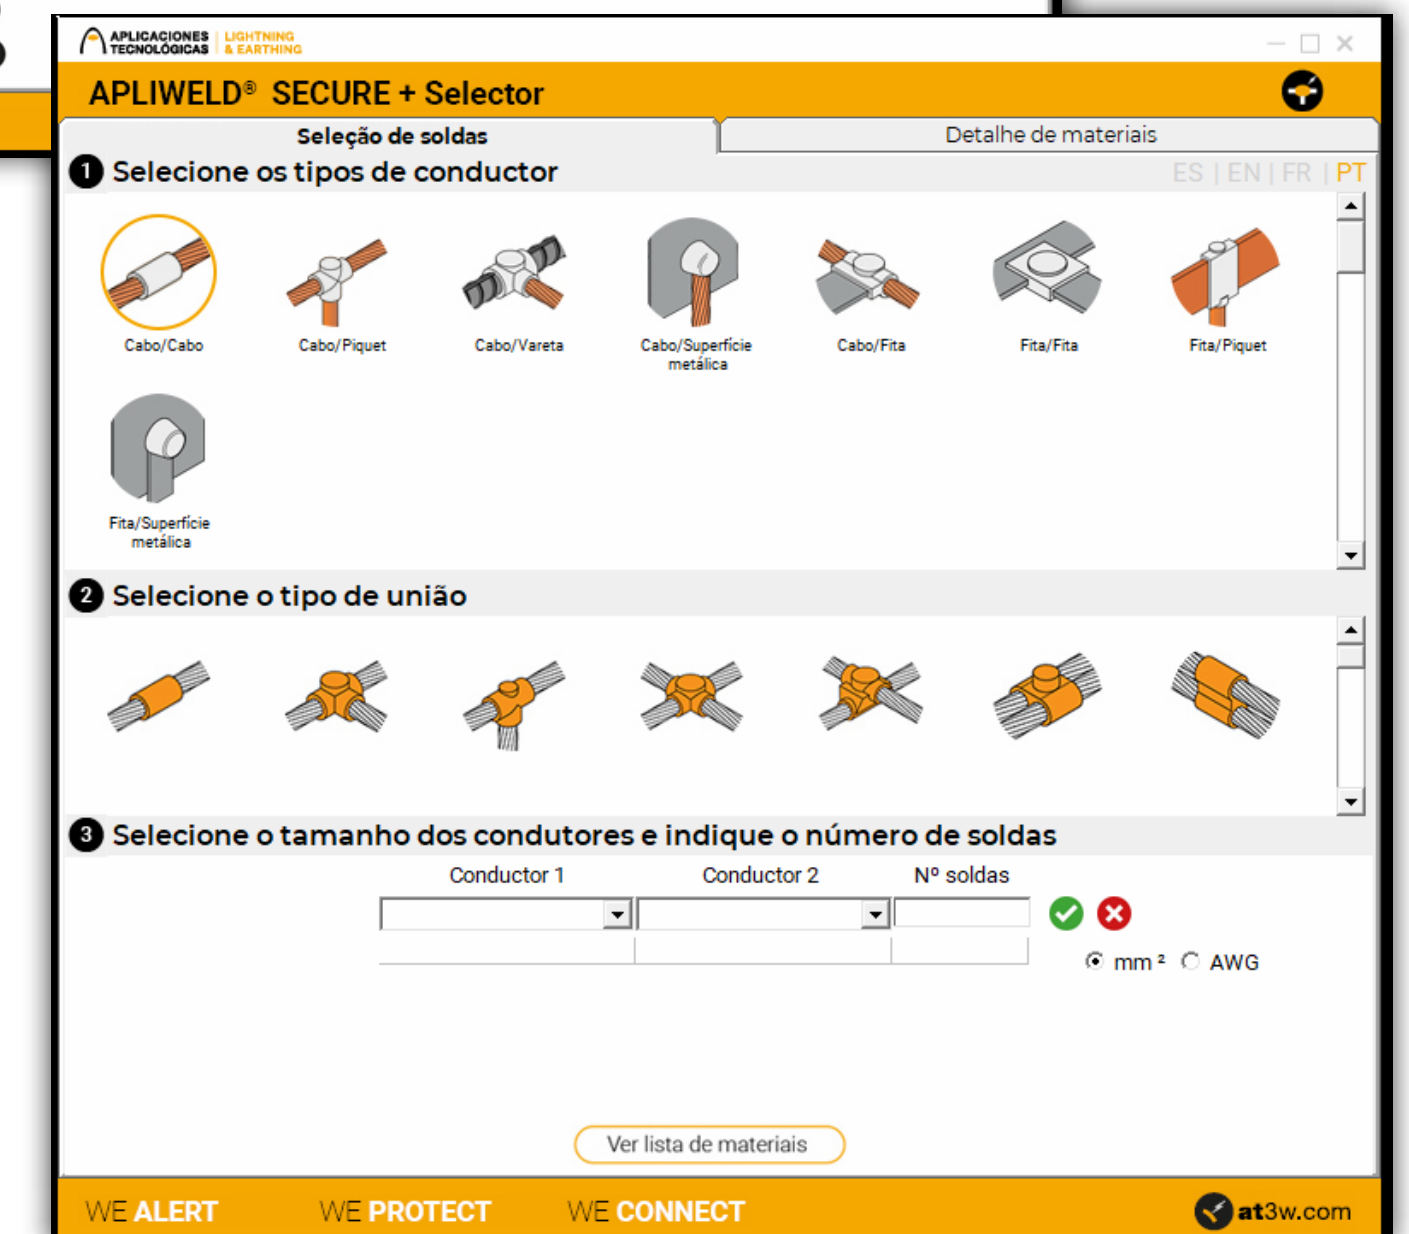 APLICACIONES
TECNOLÓGICAS
LIGHTNING
& EARTHING
APLIWELD® SECURE + Selector
Seleção de soldas
Detalhe de materiais
1 Selecione os tipos de conductor
ES | EN | FR | PT
Cabo/Cabo
Cabo/Piquet
Cabo/Vareta
Cabo/Superfície
metálica
Cabo/Fita
Fita/Fita
Fita/Piquet
Fita/Superfície
metálica
2 Selecione o tipo de união
3 Selecione o tamanho dos condutores e indique o número de soldas
Conductor 1
Conductor 2
Nº soldas
mm ²
AWG
Ver lista de materiais
WE ALERT
WE PROTECT
WE CONNECT
at3w.com